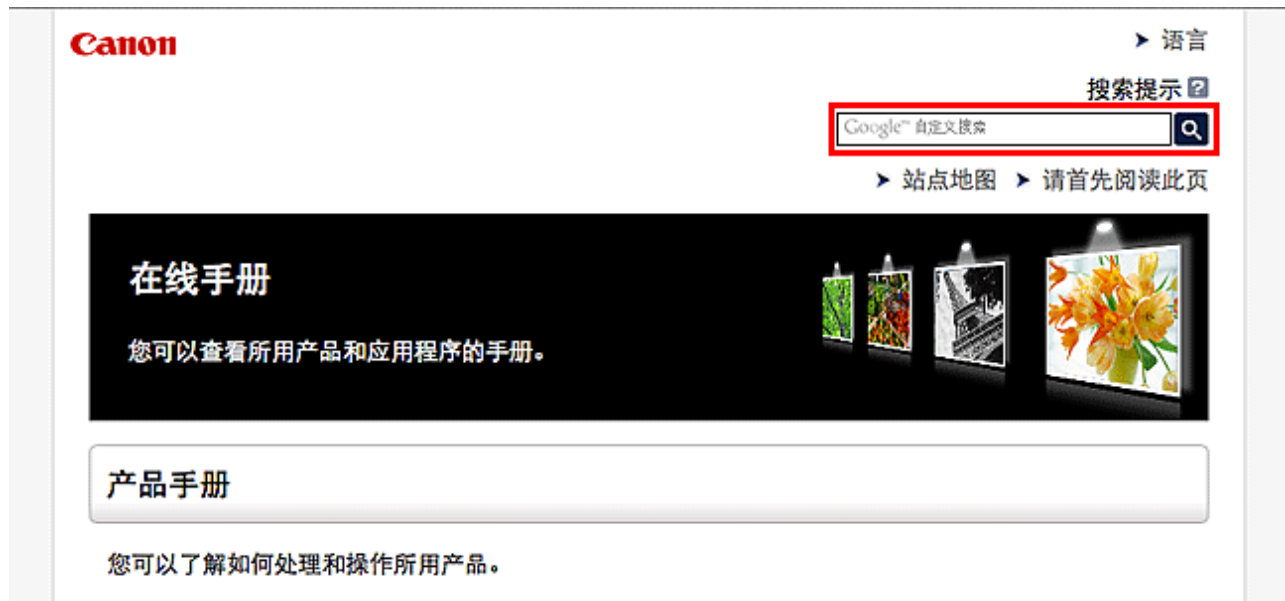 Canon
语言
搜索提示 ?
Google™ 自定义搜索
站点地图 请首先阅读此页
在线手册
您可以查看所用产品和应用程序的手册。
产品手册
您可以了解如何处理和操作所用产品。